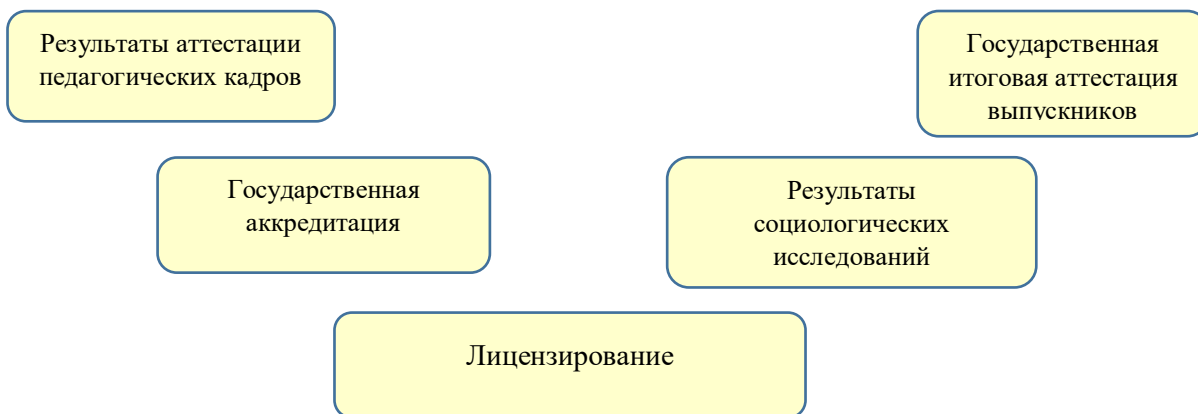 Результаты аттестации
педагогических кадров
Государственная
итоговая аттестация
выпускников
Государственная
аккредитация
Результаты
социологических
исследований
Лицензирование